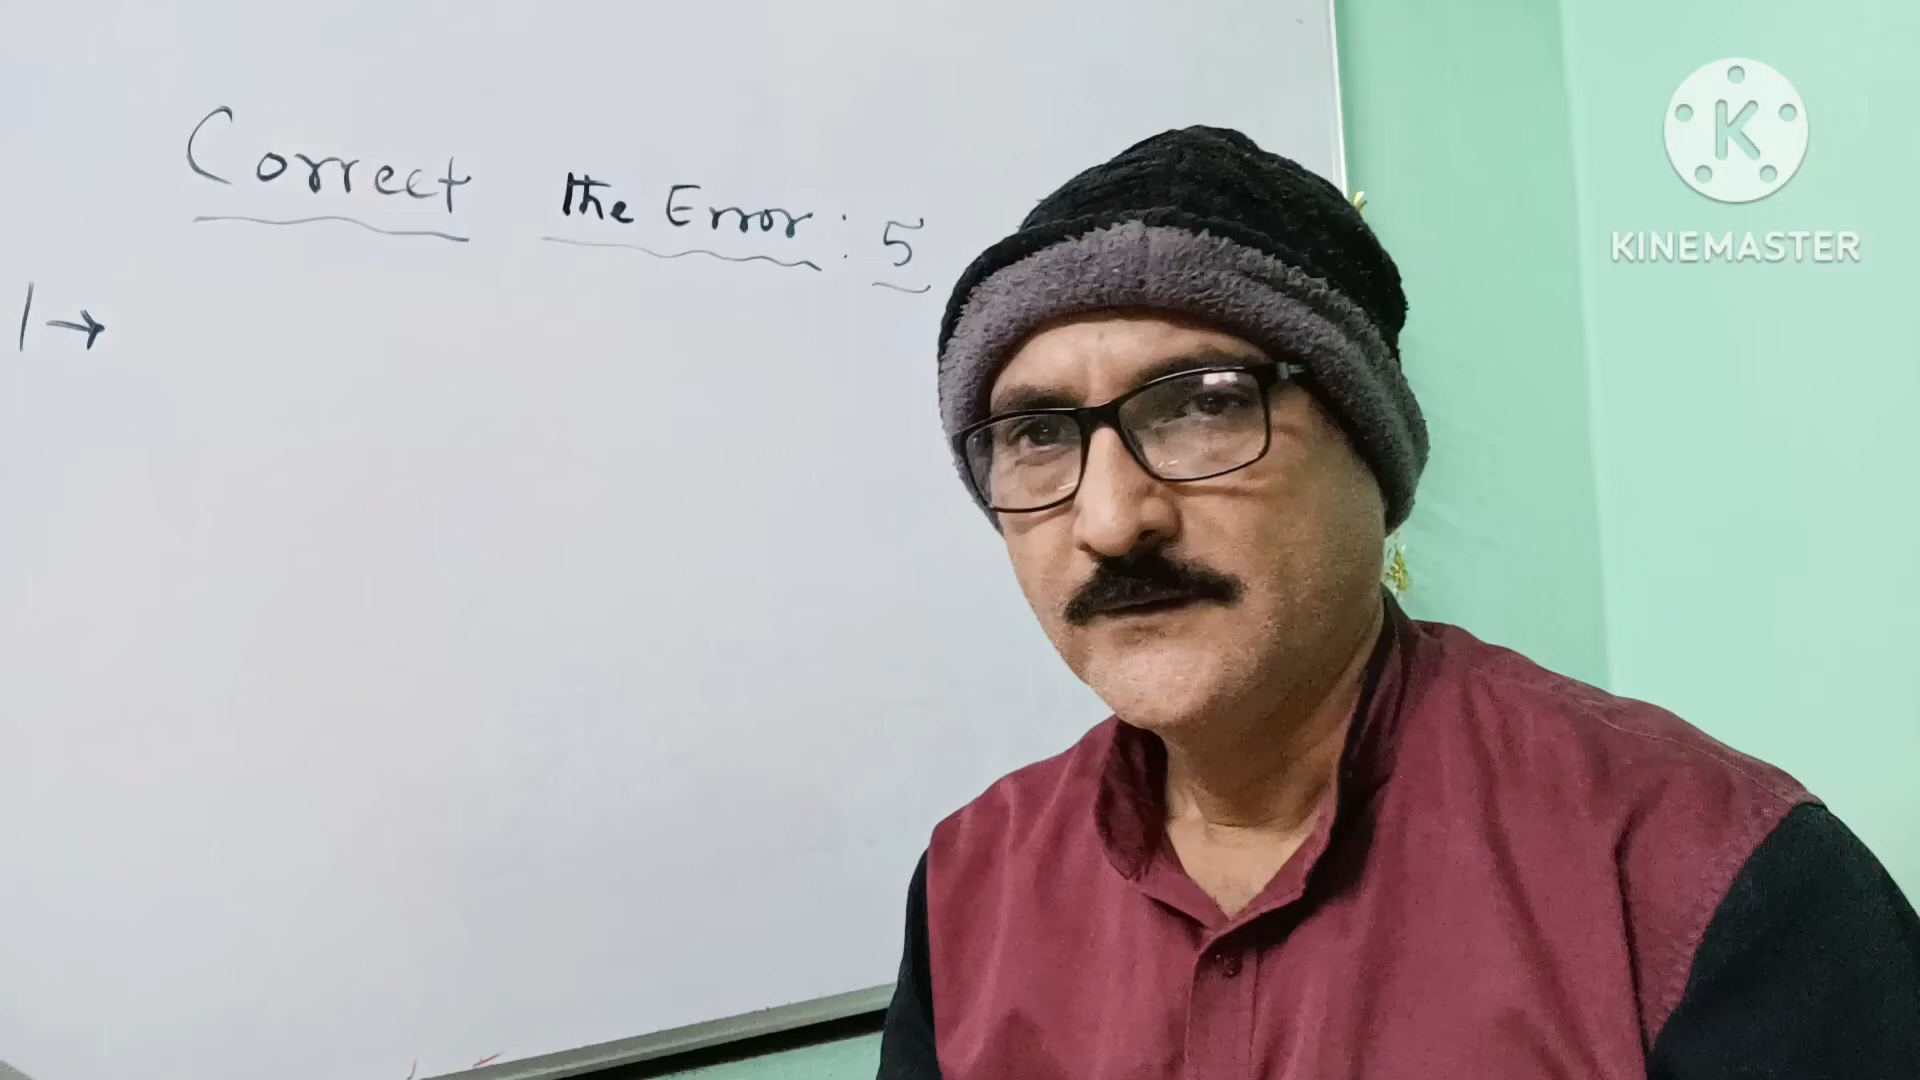 Correct the Error : 5
1 →
K
KINEMASTER